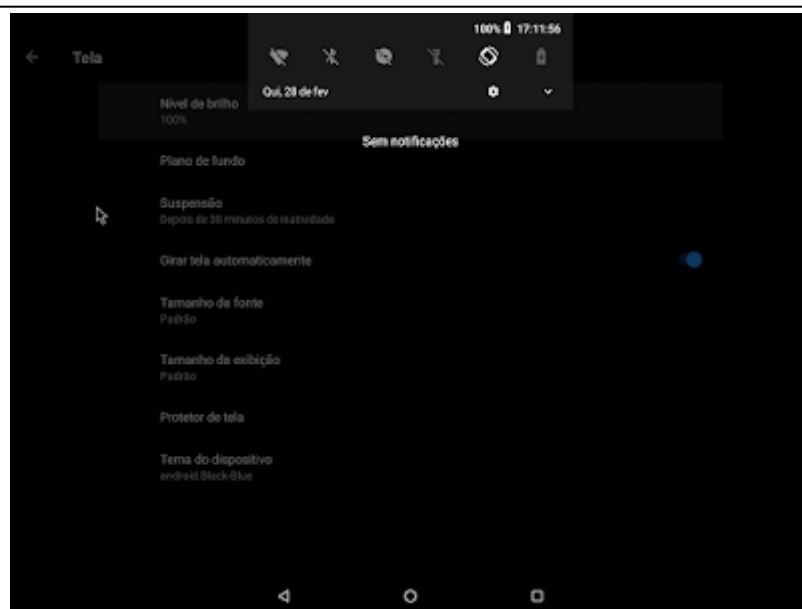 100% 17:11:56
Tela
Qui, 28 de fev
Nível de brilho
100%
Sem notificações
Plano de fundo
Suspensão
Depois de 30 minutos de inatividade
Girar tela automaticamente
Tamanho da fonte
Padrão
Tamanho da exibição
Padrão
Protetor de tela
Tema do dispositivo
android.Black-Blue